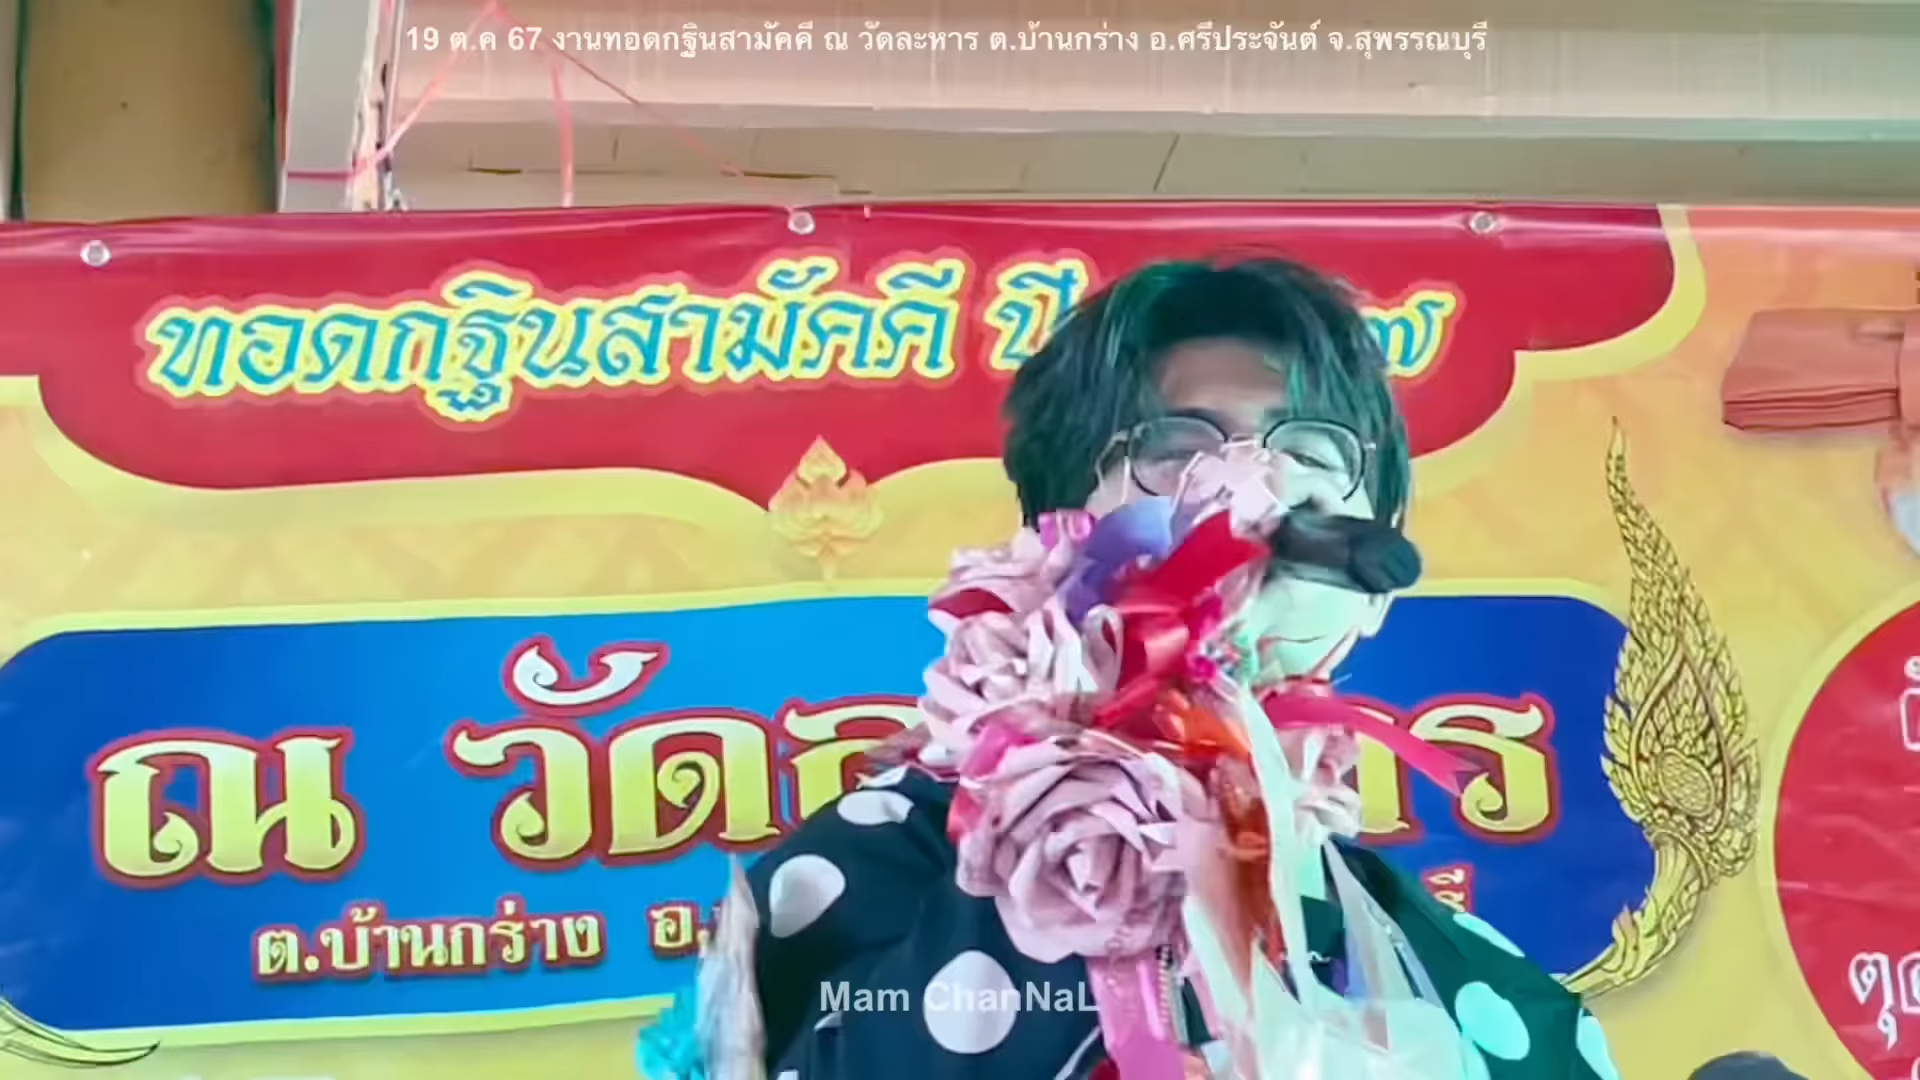 19 ต.ค 67 งานทอดกฐินสามัคคี ณ วัดละหาร ต.บ้านกร่าง อ.ศรีประจันต์ จ.สุพรรณบุรี
ทอดกฐินสามัคคี ปี
ณ
ต.บ้านกร่าง อ.
Mam ChanNaL